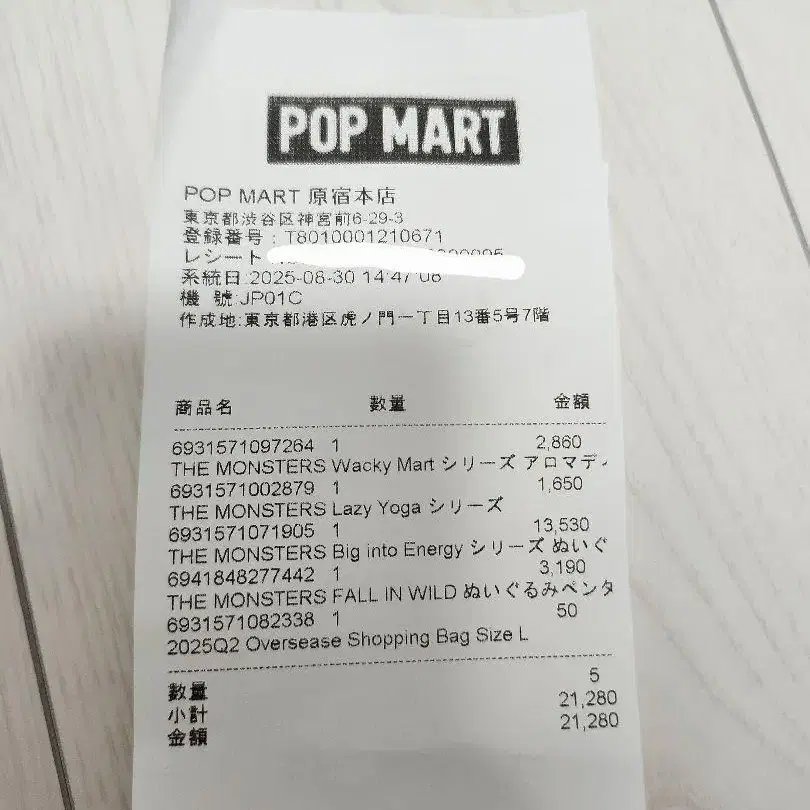 POP MART
POP MART 原宿本店
東京都渋谷区神宮前6-29-3
登録番号：T8010001210671
レシート
系統日:2025-08-30 14:47:08
機 號:JP01C
作成地:東京都港区虎ノ門一丁目13番5号7階
商品名 数量 金額
6931571097264 1 2,860
THE MONSTERS Wacky Mart シリーズ アロマディ
6931571002879 1 1,650
THE MONSTERS Lazy Yoga シリーズ
6931571071905 1 13,530
THE MONSTERS Big into Energy シリーズ ぬいぐ
6941848277442 1 3,190
THE MONSTERS FALL IN WILD ぬいぐるみペンタ
6931571082338 1 50
2025Q2 Oversease Shopping Bag Size L
数量 5
小計 21,280
金額 21,280